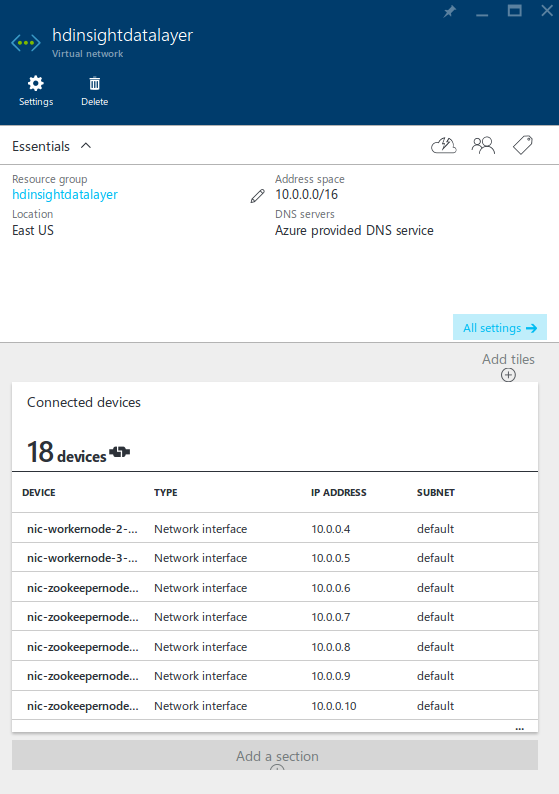 hdinsightdatalayer
Virtual network
Settings
Delete
Essentials
Resource group
hdinsightdatalayer
Address space
10.0.0.0/16
Location
East US
DNS servers
Azure provided DNS service
All settings
Add tiles
Connected devices
18 devices
DEVICE TYPE IP ADDRESS SUBNET
nic-workernode-2-... Network interface 10.0.0.4 default
nic-workernode-3-... Network interface 10.0.0.5 default
nic-zookeepernode... Network interface 10.0.0.6 default
nic-zookeepernode... Network interface 10.0.0.7 default
nic-zookeepernode... Network interface 10.0.0.8 default
nic-zookeepernode... Network interface 10.0.0.9 default
nic-zookeepernode... Network interface 10.0.0.10 default
...
Add a section